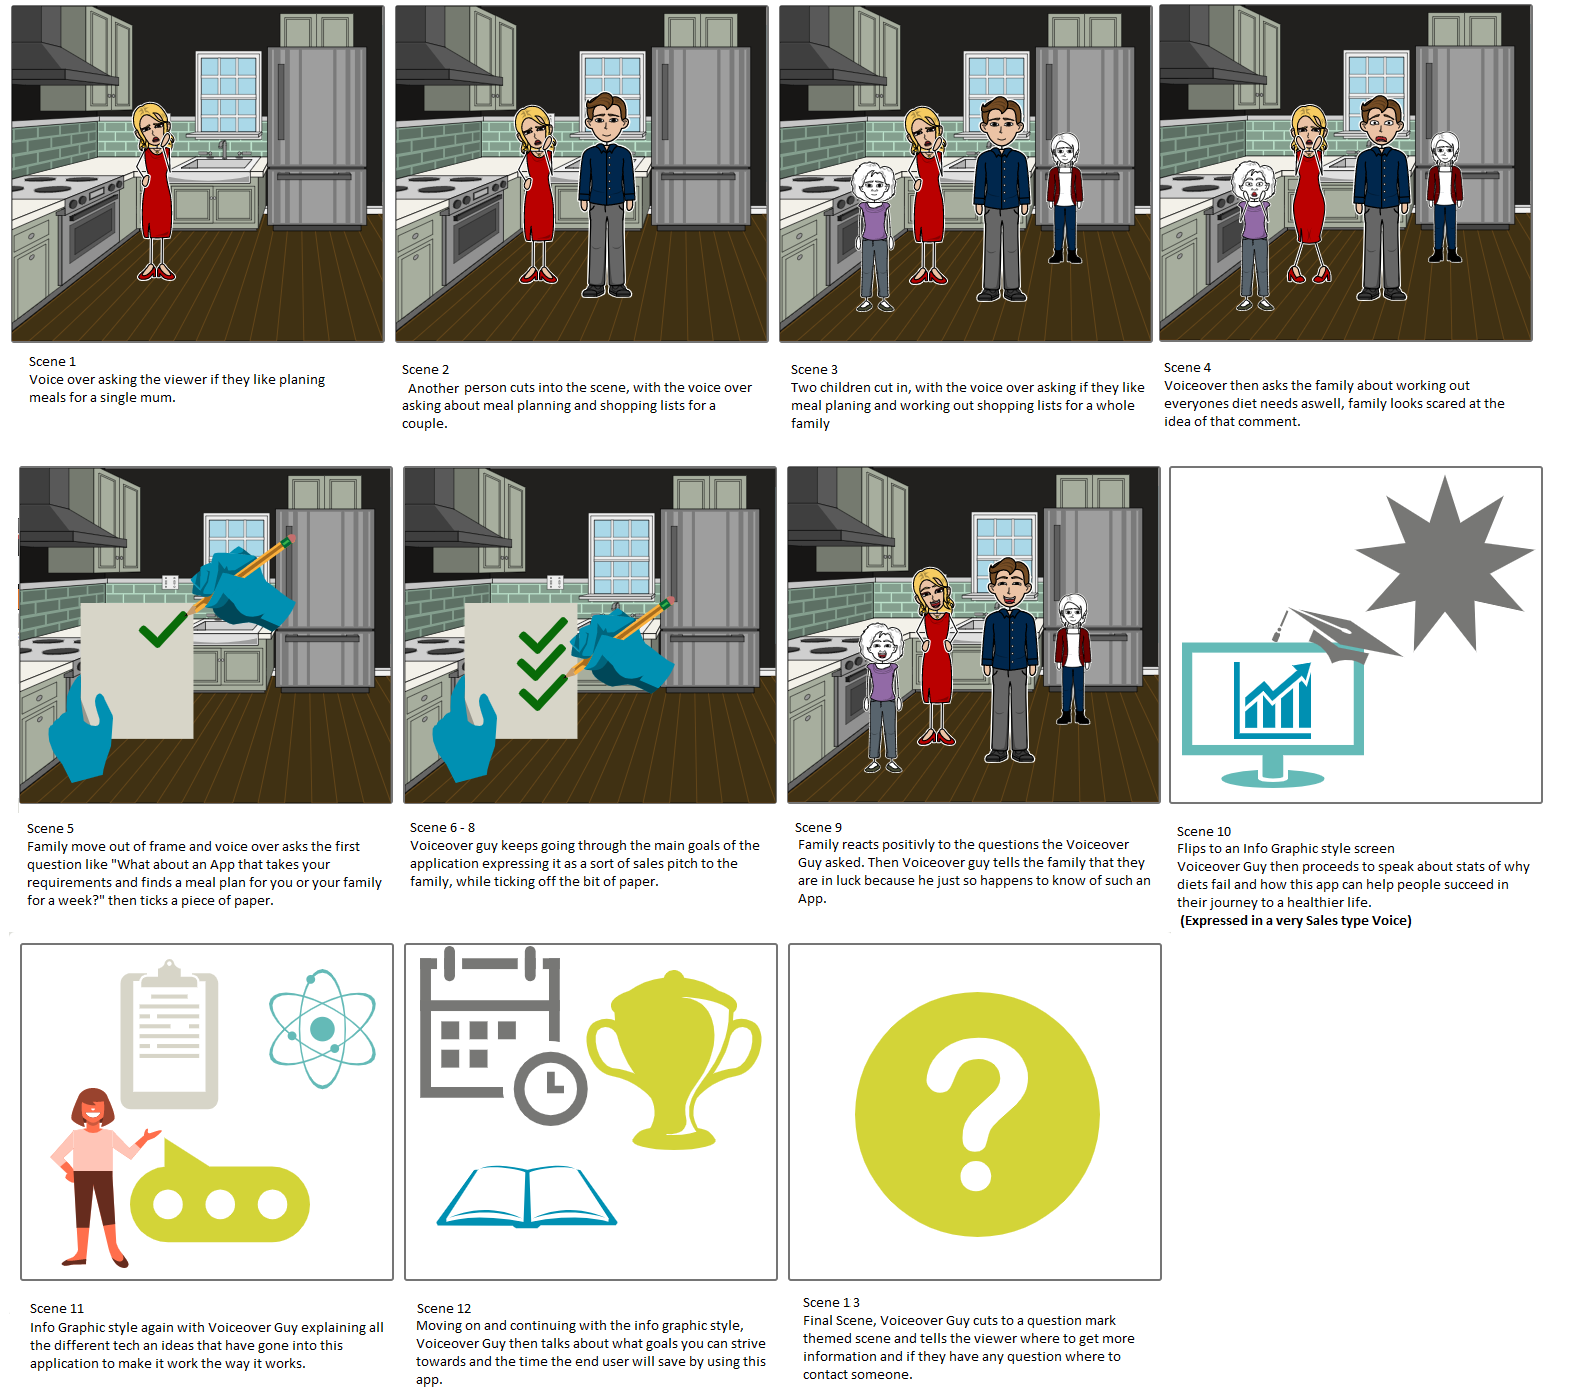 Scene 1
Voice over asking the viewer if they like planing
meals for a single mum.
Scene 2
Another person cuts into the scene, with the voice over
asking about meal planning and shopping lists for a
couple.
Scene 3
Two children cut in, with the voice over asking if they like
meal planing and working out shopping lists for a whole
family
Scene 4
Voiceover then asks the family about working out
everyones diet needs aswell, family looks scared at the
idea of that comment.
Scene 5
Family move out of frame and voice over asks the first
question like "What about an App that takes your
requirements and finds a meal plan for you or your family
for a week?" then ticks a piece of paper.
Scene 6 - 8
Voiceover guy keeps going through the main goals of the
application expressing it as a sort of sales pitch to the
family, while ticking off the bit of paper.
Scene 9
Family reacts positivly to the questions the Voiceover
Guy asked. Then Voiceover guy tells the family that they
are in luck because he just so happens to know of such an
App.
Scene 10
Flips to an Info Graphic style screen
Voiceover Guy then proceeds to speak about stats of why
diets fail and how this app can help people succeed in
their journey to a healthier life.
(Expressed in a very Sales type Voice)
Scene 11
Info Graphic style again with Voiceover Guy explaining all
the different tech an ideas that have gone into this
application to make it work the way it works.
Scene 12
Moving on and continuing with the info graphic style,
Voiceover Guy then talks about what goals you can strive
towards and the time the end user will save by using this
app.
Scene 13
Final Scene, Voiceover Guy cuts to a question mark
themed scene and tells the viewer where to get more
information and if they have any question where to
contact someone.